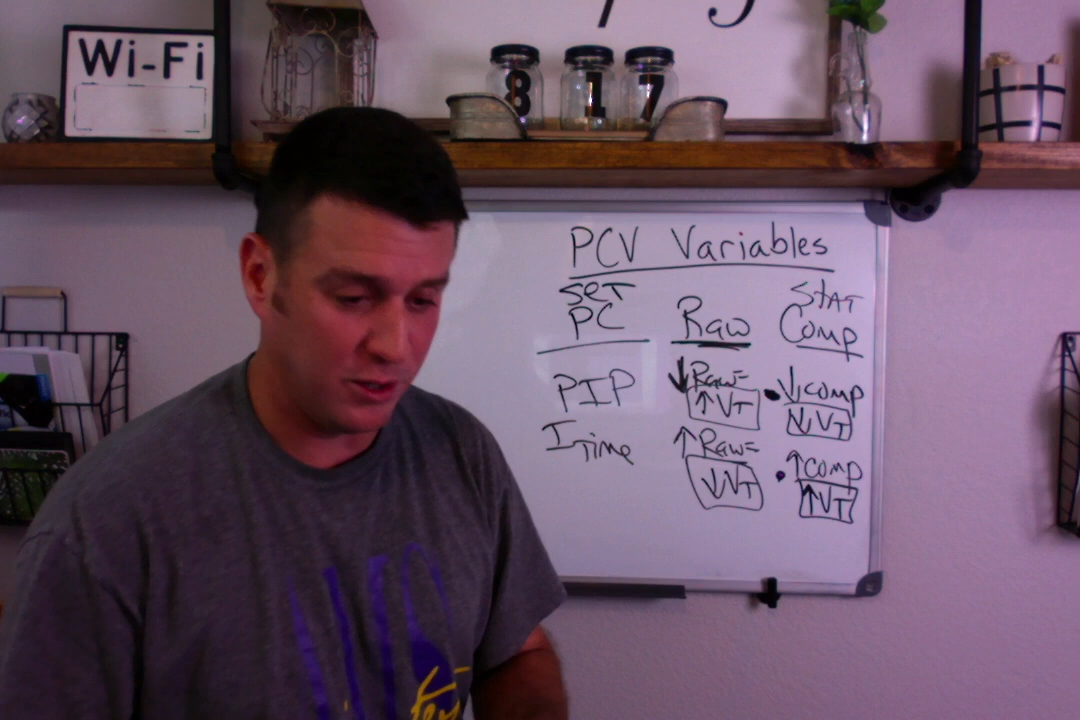 Wi-Fi
8 1 7
PCV Variables
SET
PC
PIP
I Time
Raw
↓Raw=
↑VT
↑Raw=
↓VT
STAT
Comp
•↓comp
↓VT
•↑comp
↑VT